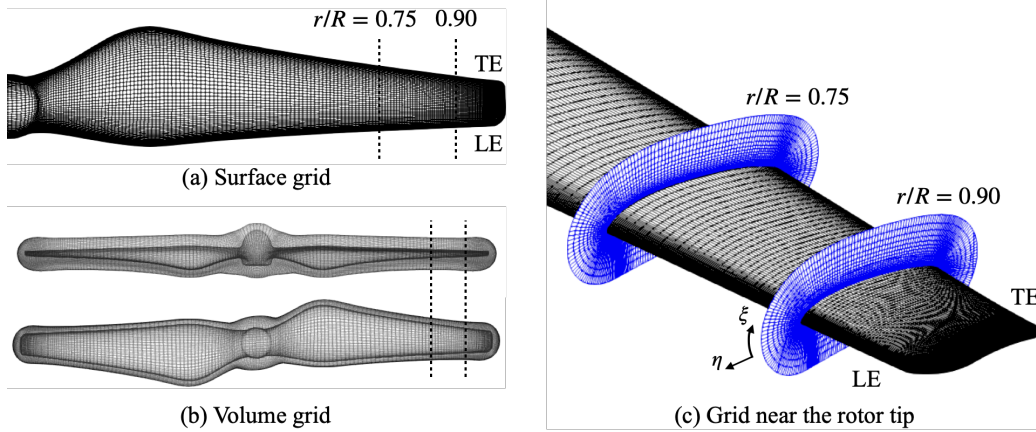 r/R = 0.75
0.90
TE
LE
(a) Surface grid
(b) Volume grid
r/R = 0.75
r/R = 0.90
TE
ξ
η
LE
(c) Grid near the rotor tip